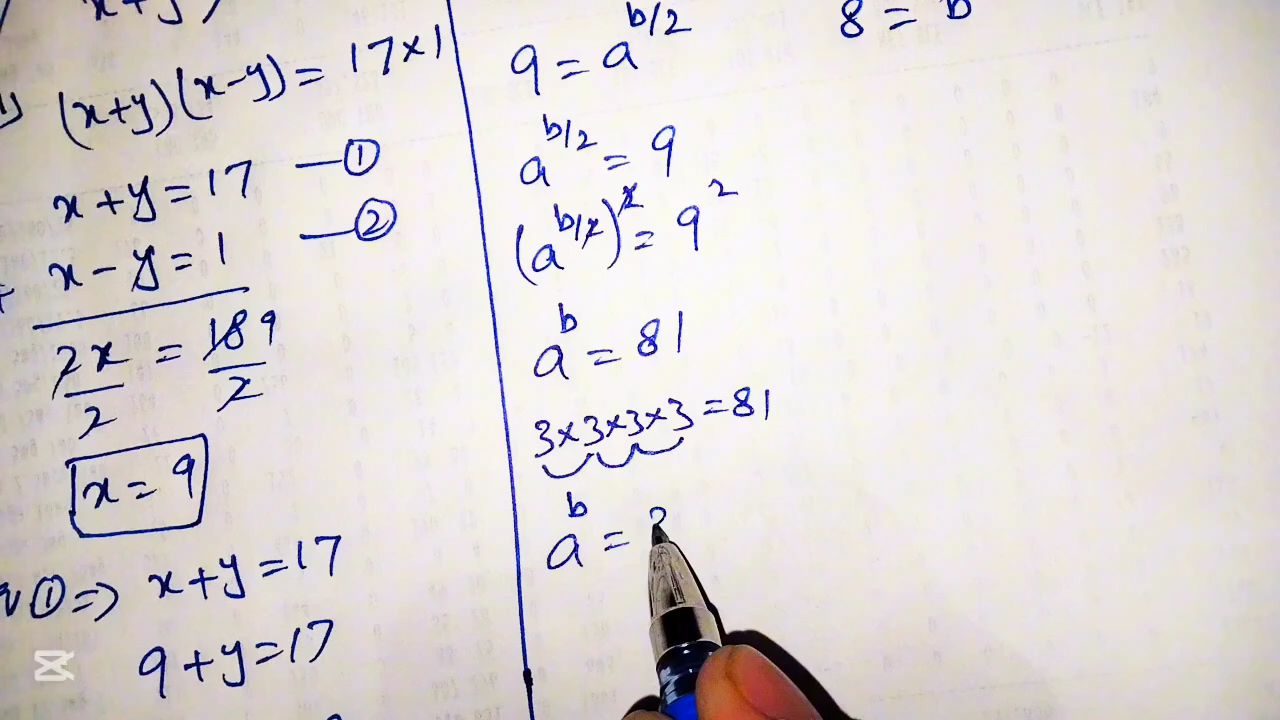 x+y
(x+y)(x-y) = 17×1
x+y = 17 —①
x-y = 1 —②
2x/2 = 18 9/2
x = 9
① => x+y = 17
9+y = 17
9 = a^(b/2)
8 = b
a^(b/2) = 9
(a^(b/2))^2 = 9^2
a^b = 81
3×3×3×3 = 81
a^b =